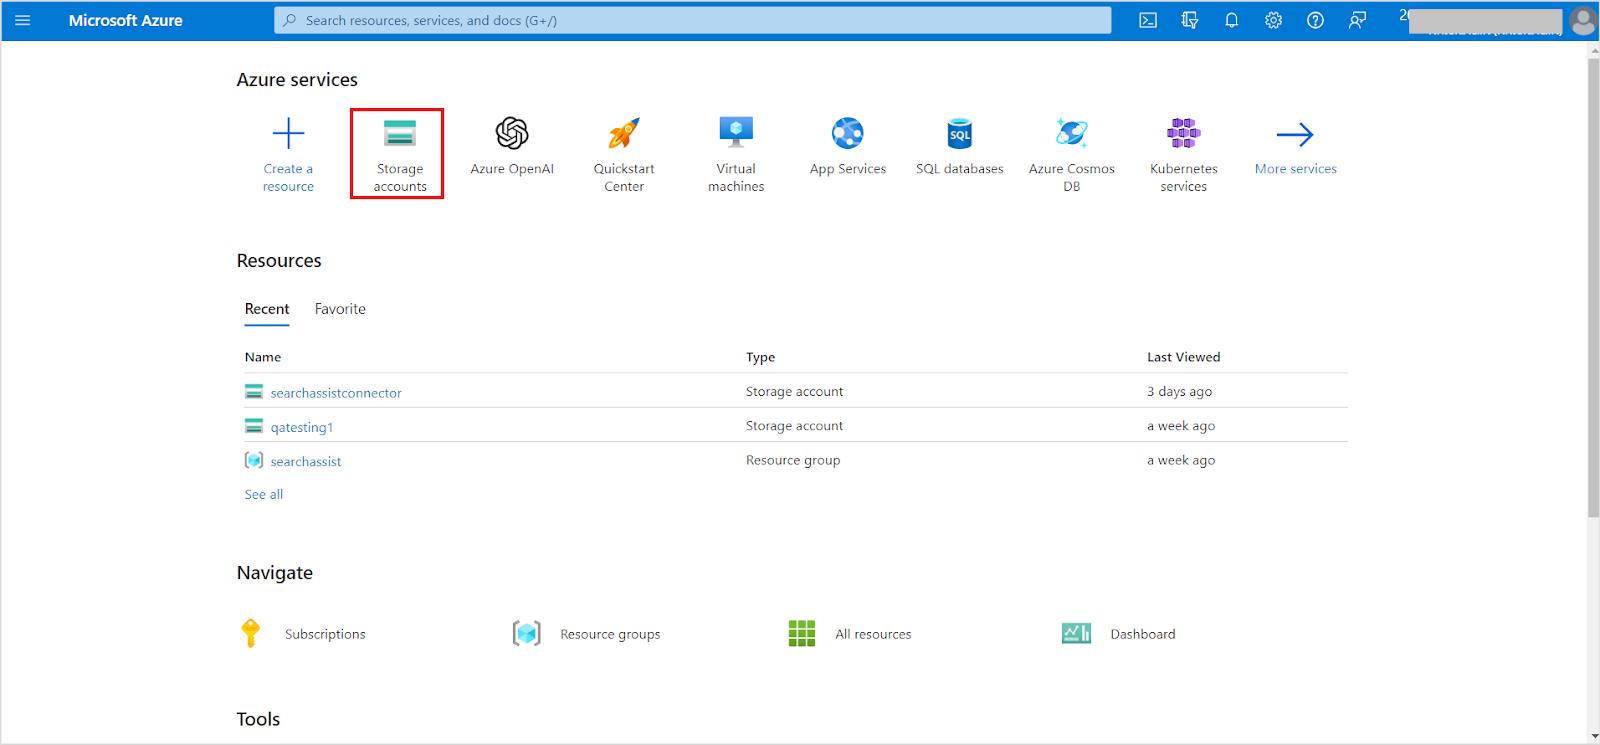 Microsoft Azure
Search resources, services, and docs (G+/)
Azure services
Create a resource
Storage accounts
Azure OpenAI
Quickstart Center
Virtual machines
App Services
SQL
SQL databases
Azure Cosmos DB
Kubernetes services
More services
Resources
Recent Favorite
Name Type Last Viewed
searchassistconnector Storage account 3 days ago
qatesting1 Storage account a week ago
searchassist Resource group a week ago
See all
Navigate
Subscriptions Resource groups All resources Dashboard
Tools